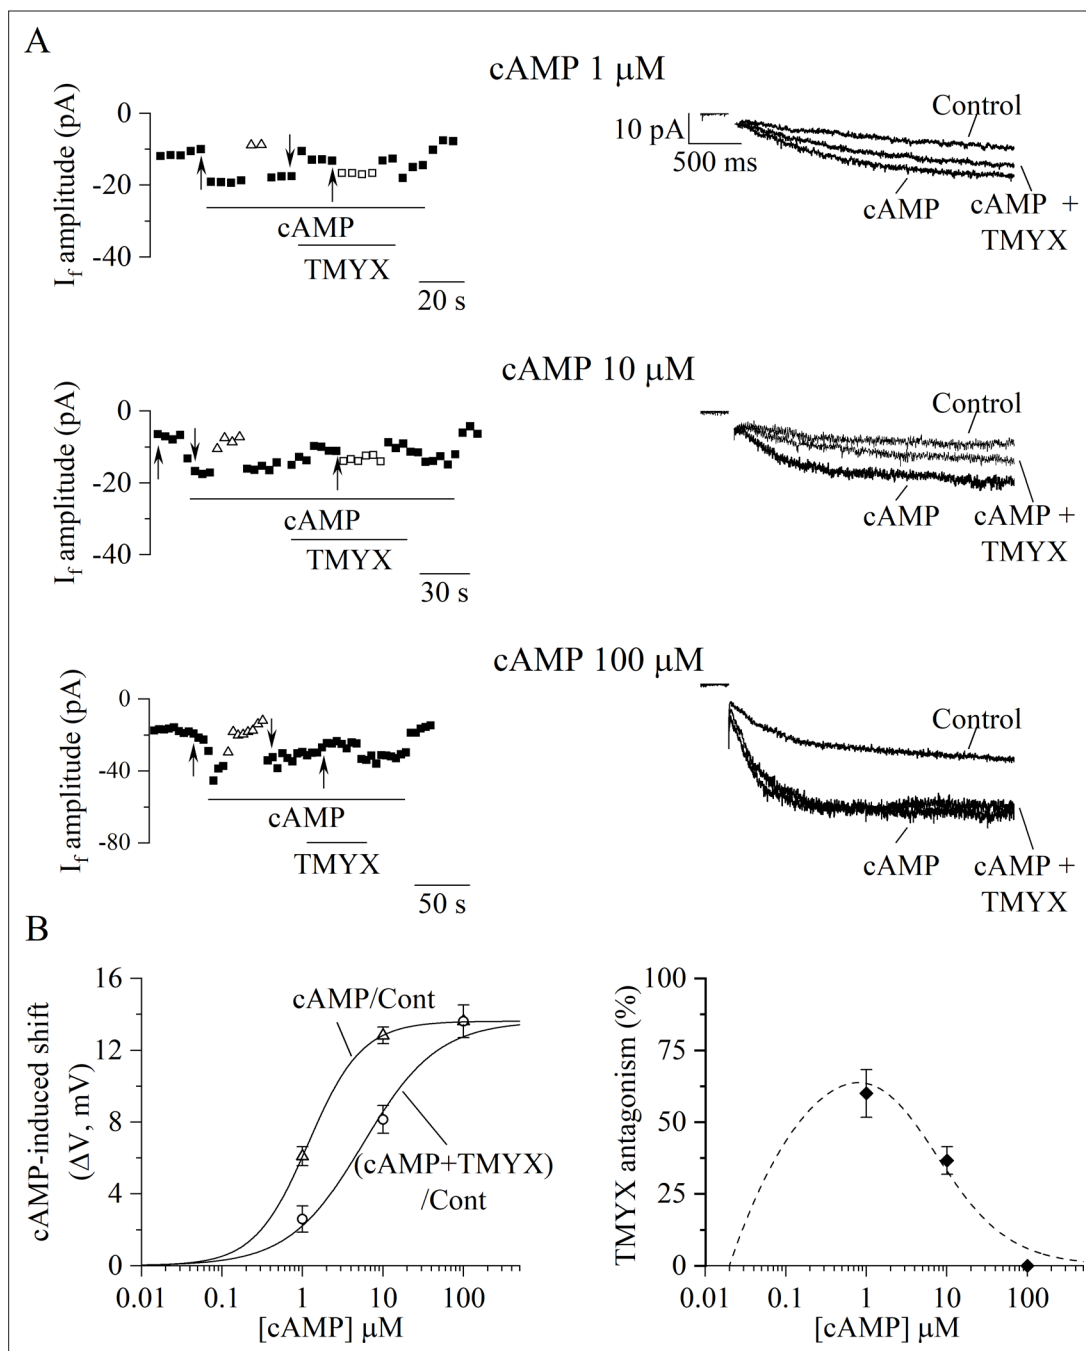 A
cAMP 1 μM
I_f amplitude (pA)
0
-20
-40
cAMP
TMYX
20 s
10 pA
500 ms
Control
cAMP
cAMP +
TMYX
cAMP 10 μM
I_f amplitude (pA)
0
-20
-40
cAMP
TMYX
30 s
Control
cAMP
cAMP +
TMYX
cAMP 100 μM
I_f amplitude (pA)
0
-40
-80
cAMP
TMYX
50 s
Control
cAMP
cAMP +
TMYX
B
cAMP-induced shift
(ΔV, mV)
16
12
8
4
0
cAMP/Cont
(cAMP+TMYX)
/Cont
0.01 0.1 1 10 100
[cAMP] μM
TMYX antagonism (%)
100
75
50
25
0
0.01 0.1 1 10 100
[cAMP] μM